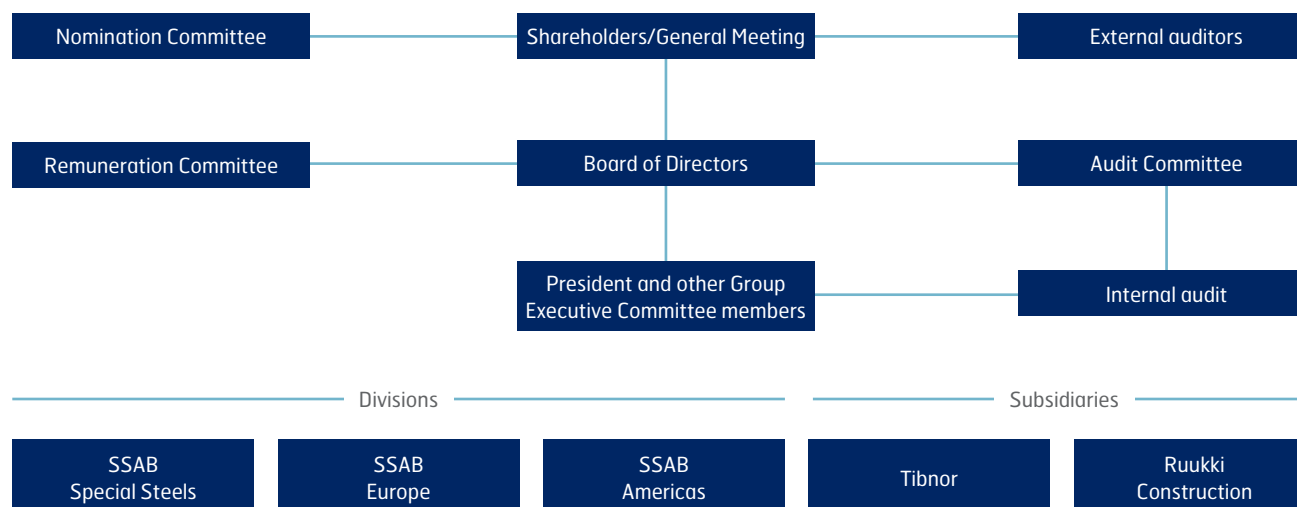 Nomination Committee
Shareholders/General Meeting
External auditors
Remuneration Committee
Board of Directors
Audit Committee
President and other Group
Executive Committee members
Internal audit
Divisions
Subsidiaries
SSAB
Special Steels
SSAB
Europe
SSAB
Americas
Tibnor
Ruukki
Construction